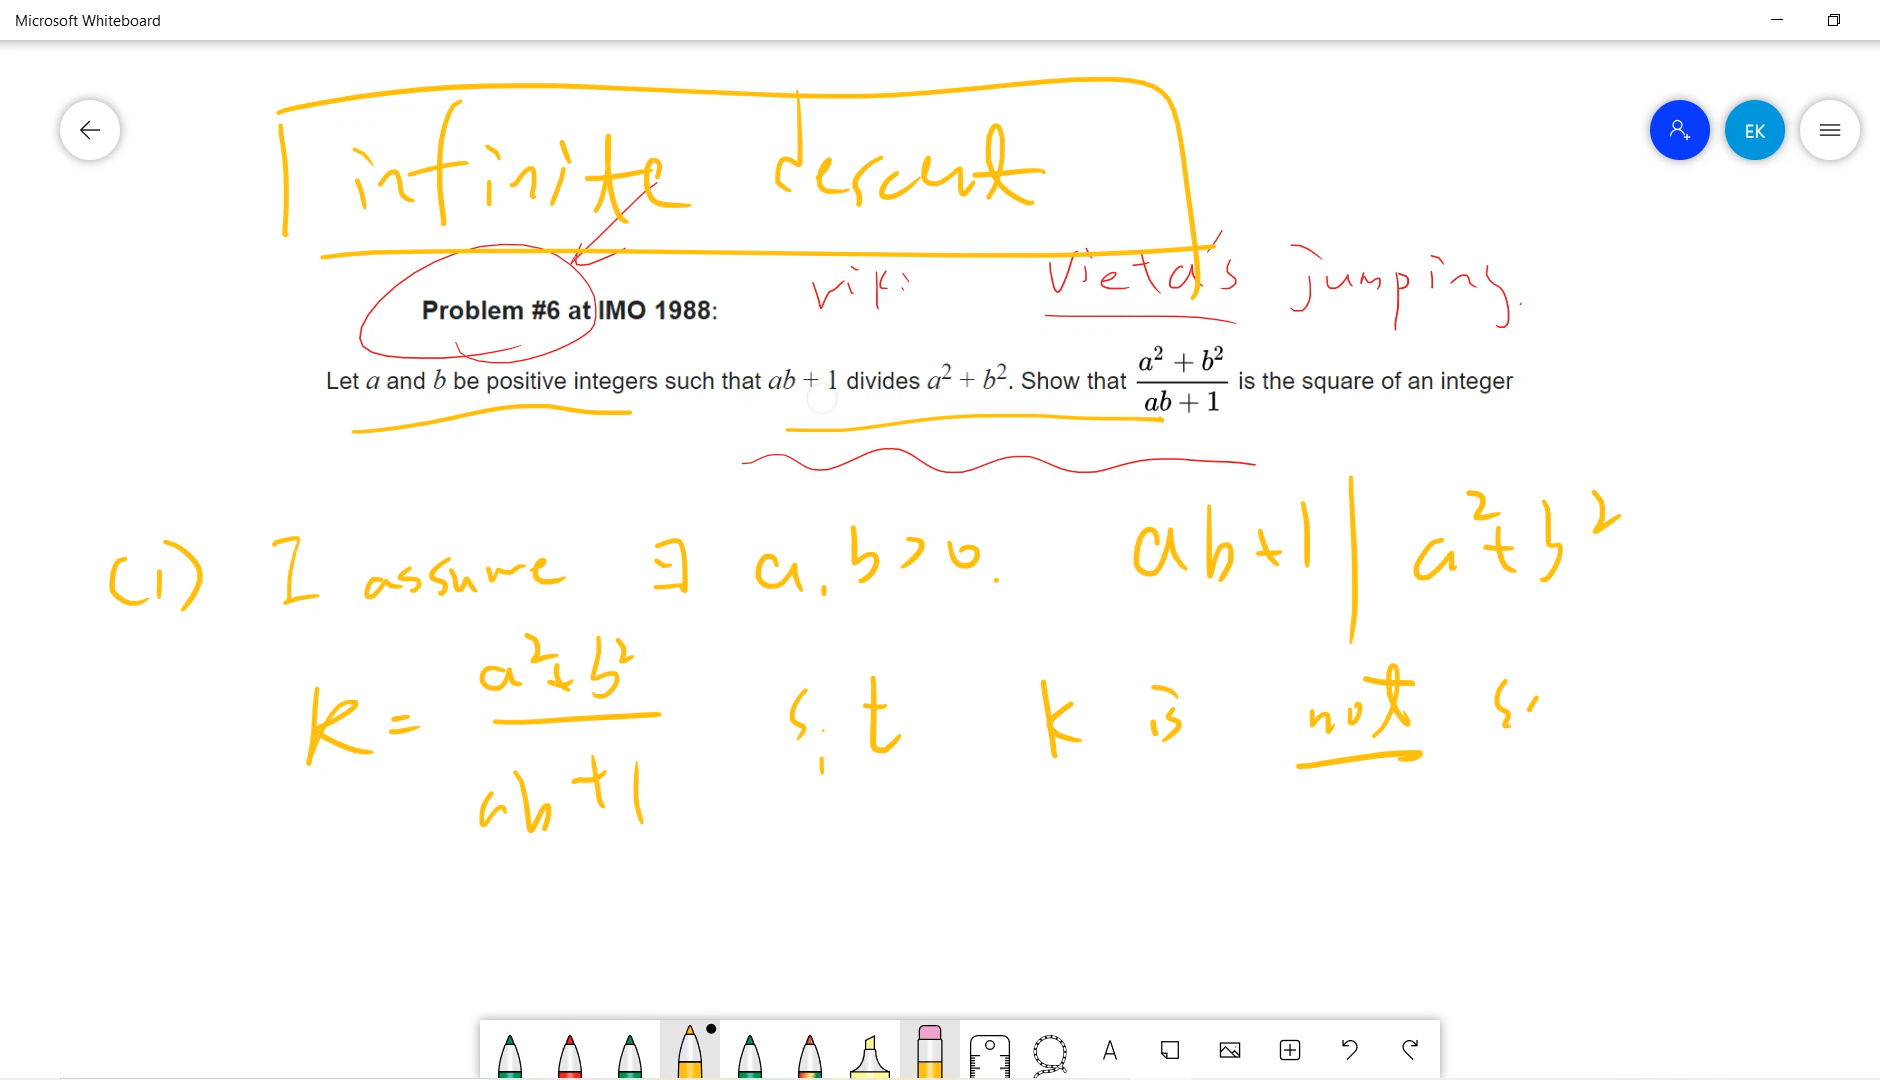 Microsoft Whiteboard
infinite descent
EK
wiki: Vieta's jumping.
Problem #6 at IMO 1988:
Let a and b be positive integers such that ab + 1 divides a² + b². Show that (a² + b²)/(ab + 1) is the square of an integer
(1) I assume ∃ a, b > 0. ab+1 | a²+b²
K = (a²+b²)/(ab+1) s.t k is not
A